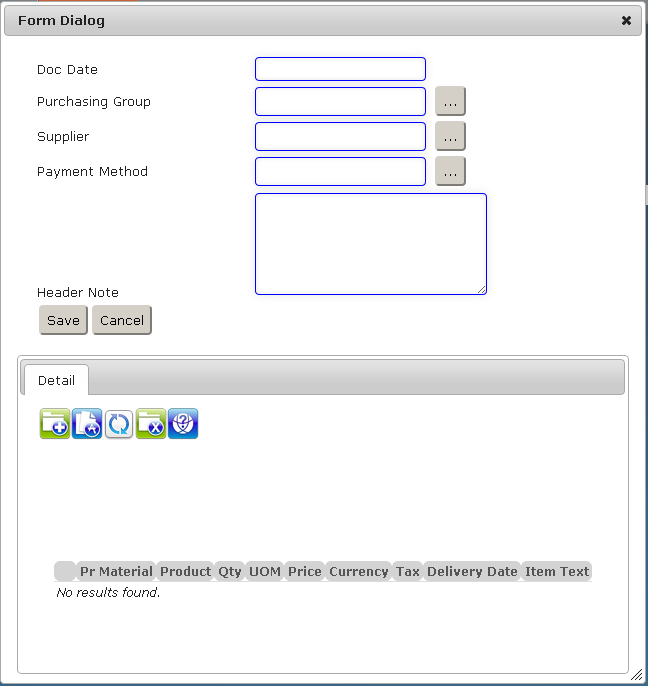 Form Dialog
Doc Date
Purchasing Group ...
Supplier ...
Payment Method ...
Header Note
Save Cancel
Detail
Pr Material Product Qty UOM Price Currency Tax Delivery Date Item Text
No results found.